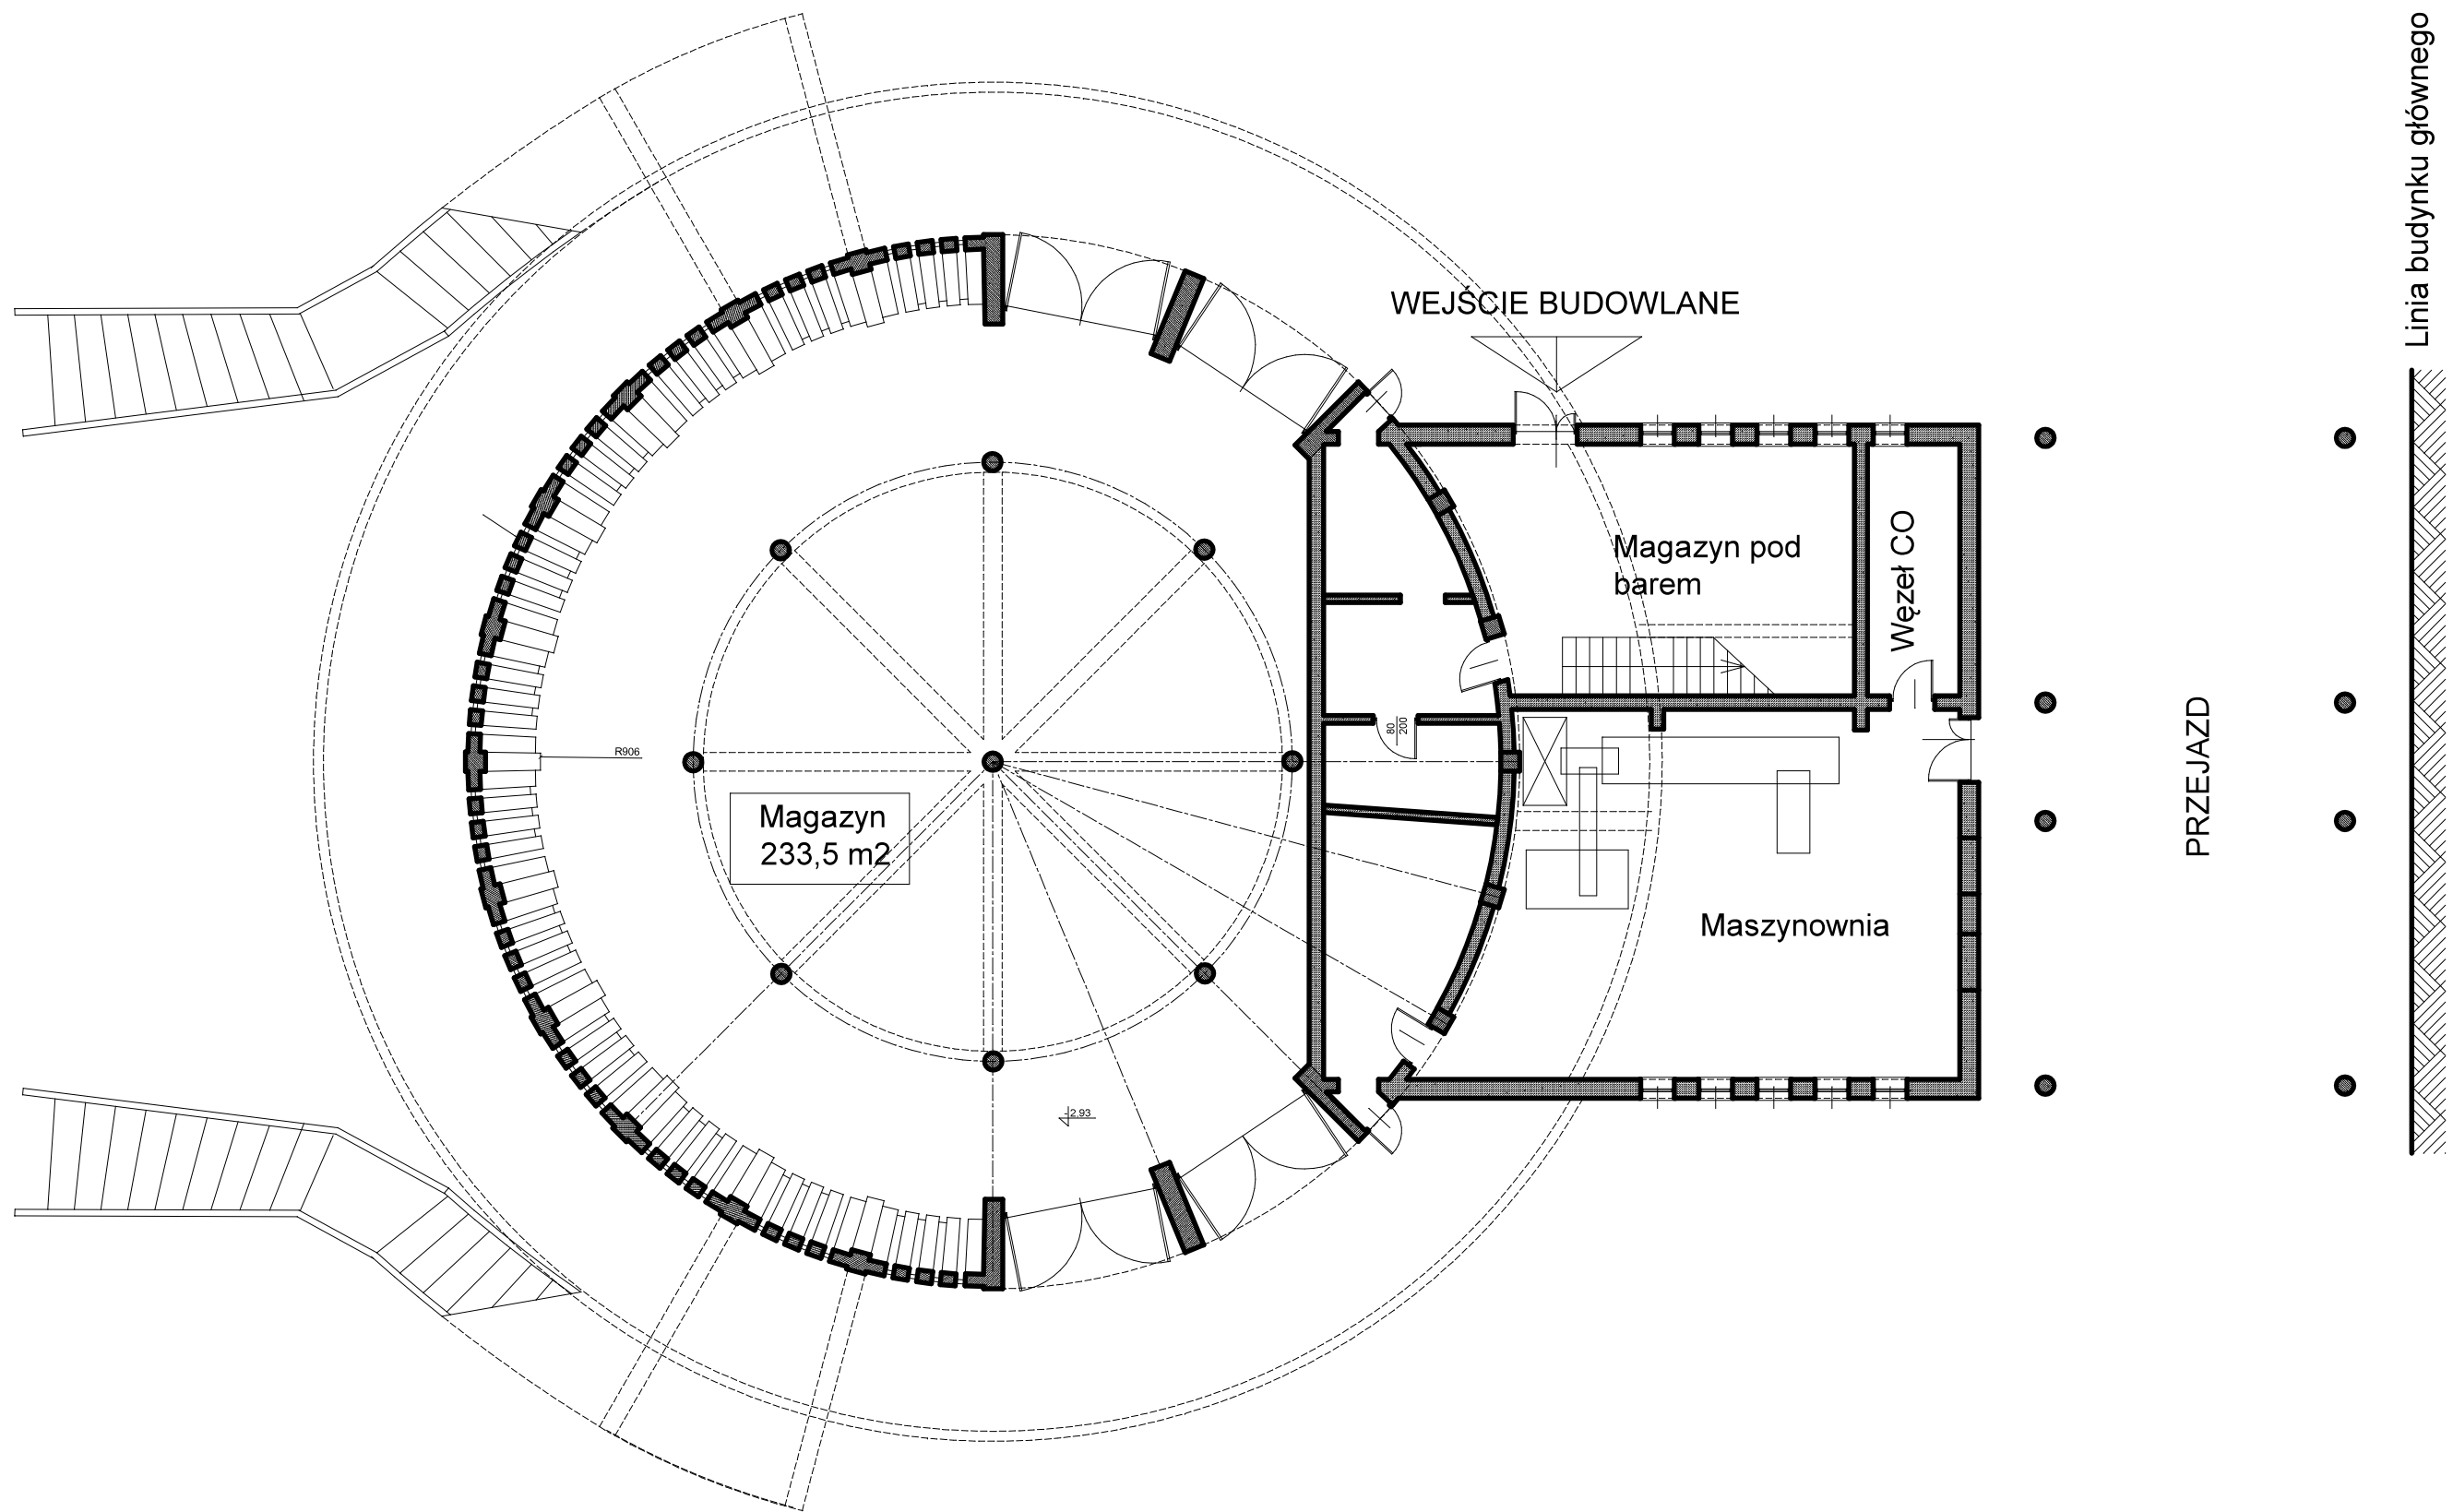 Linia budynku głównego
WEJŚCIE BUDOWLANE
Magazyn pod
barem
Węzeł CO
80
200
PRZEJAZD
R906
Magazyn
233,5 m2
Maszynownia
-2.93